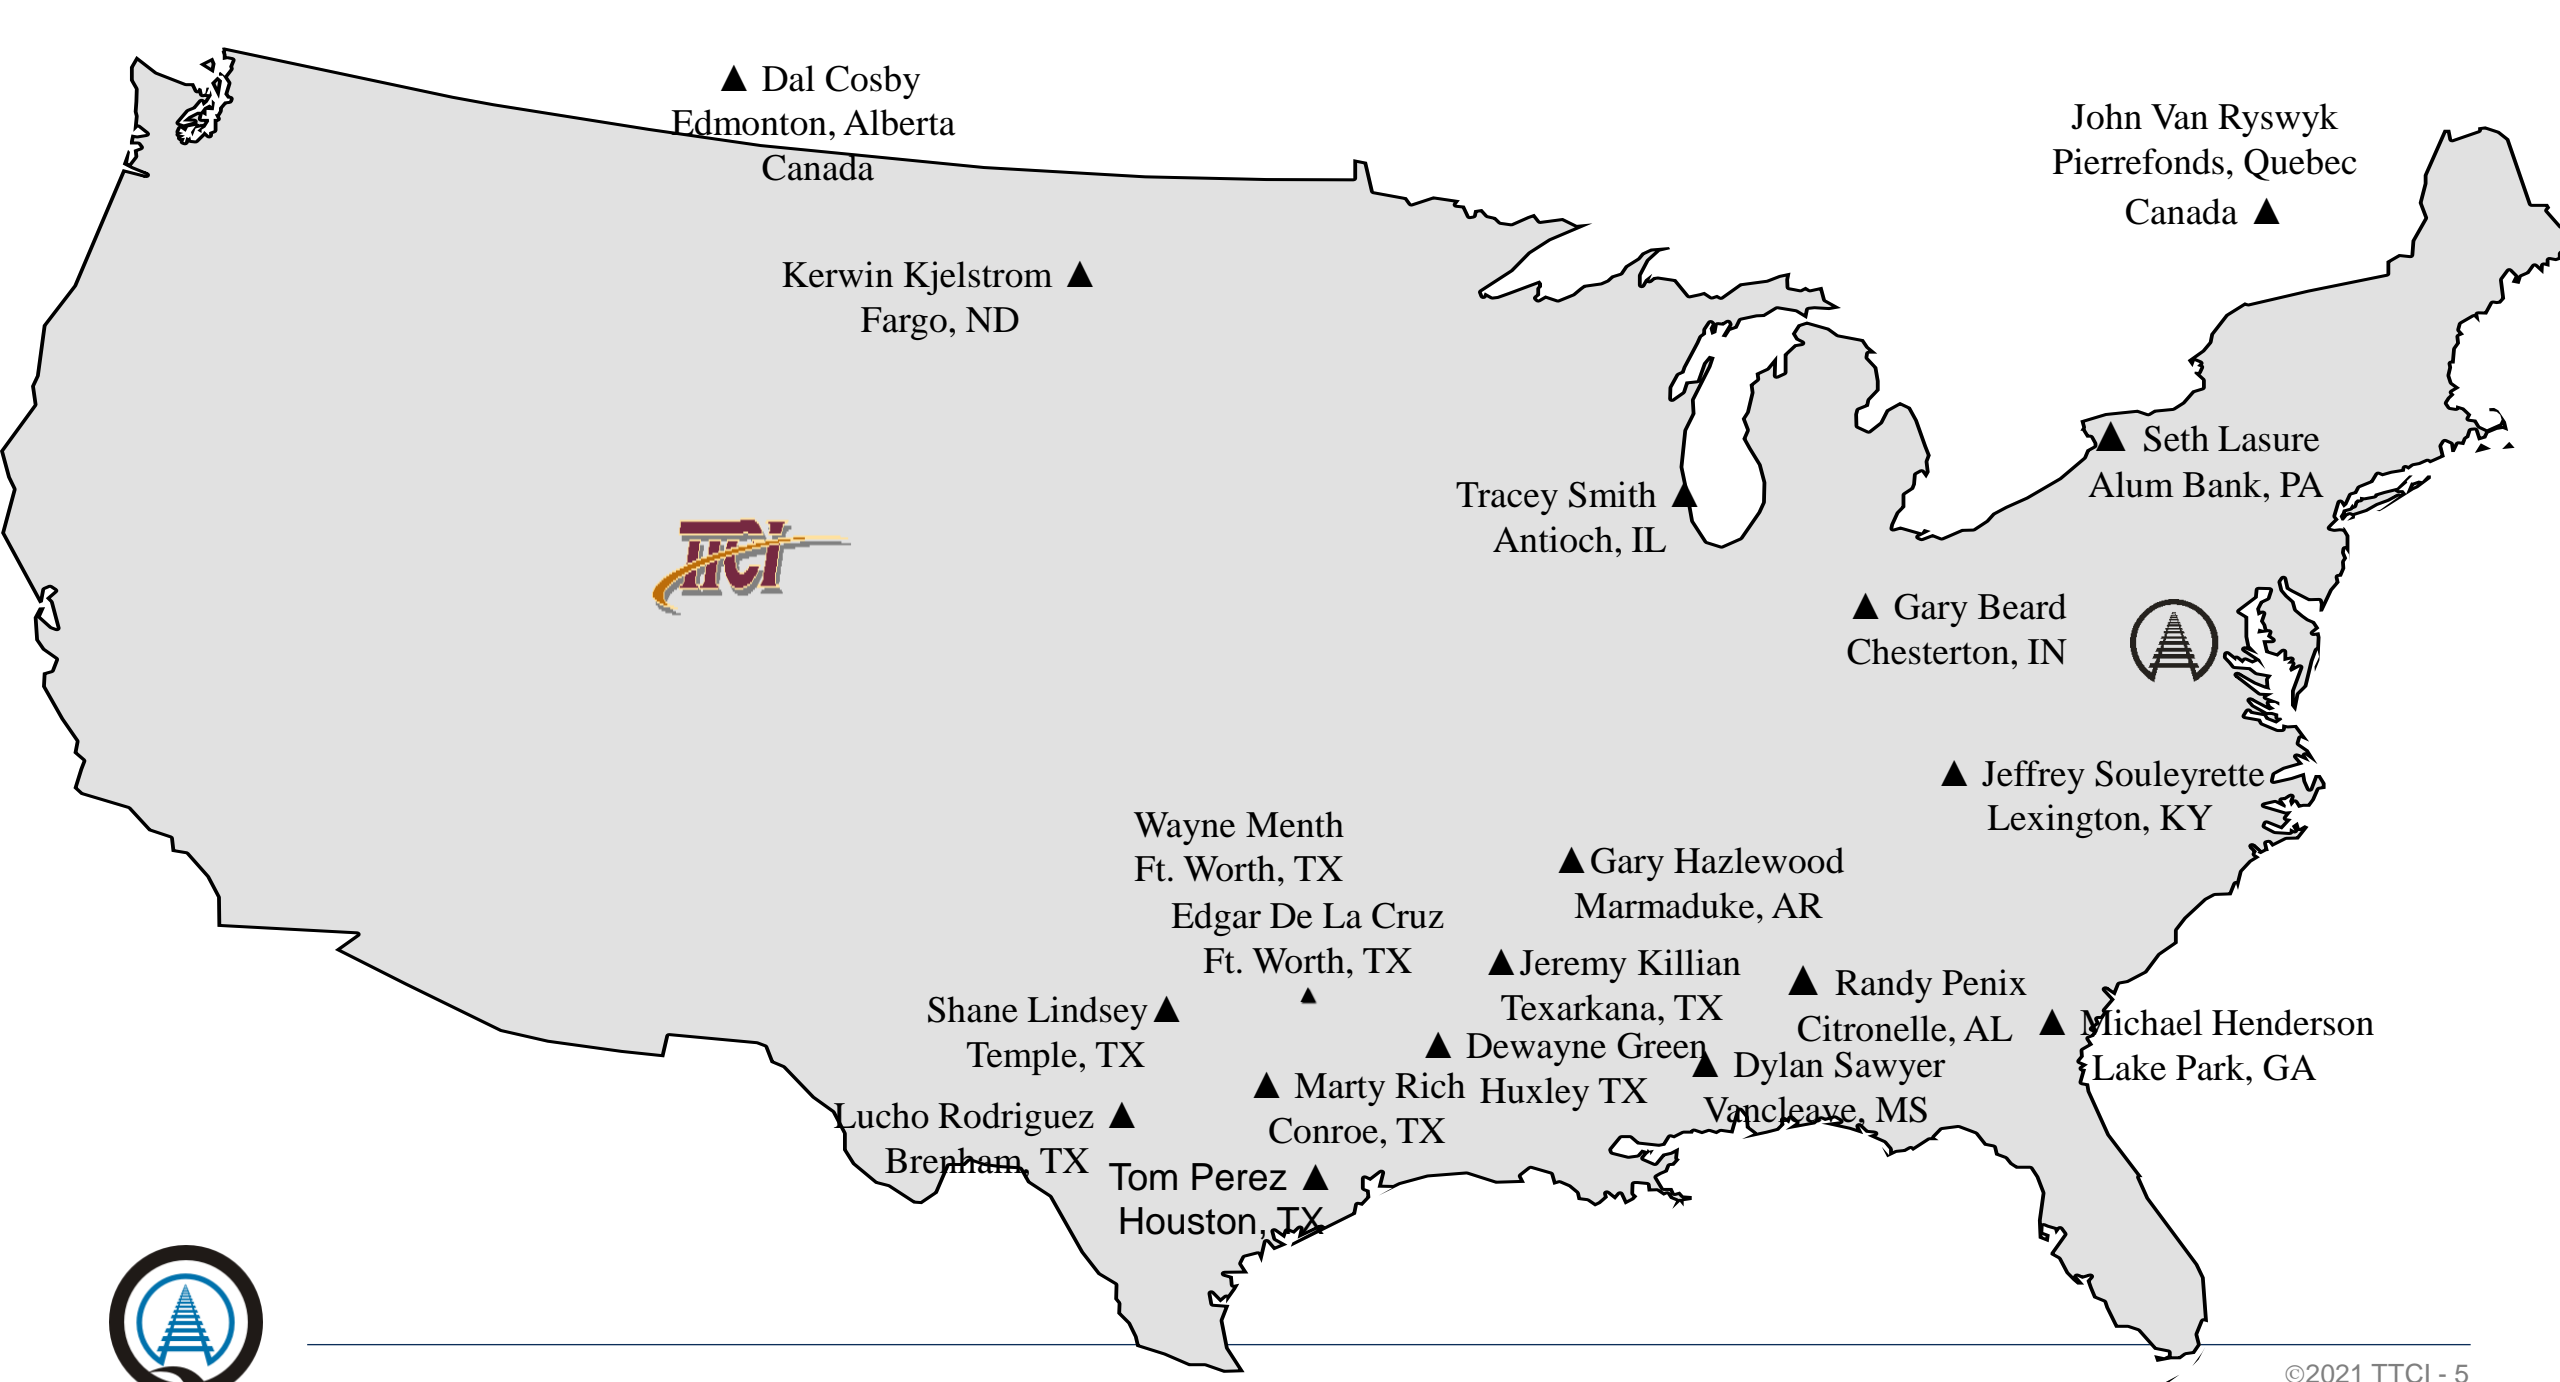 ▲ Dal Cosby
Edmonton, Alberta
Canada
John Van Ryswyk
Pierrefonds, Quebec
Canada ▲
Kerwin Kjelstrom ▲
Fargo, ND
▲ Seth Lasure
Alum Bank, PA
Tracey Smith ▲
Antioch, IL
TTCI
▲ Gary Beard
Chesterton, IN
▲ Jeffrey Souleyrette
Lexington, KY
Wayne Menth
Ft. Worth, TX
Edgar De La Cruz
Ft. Worth, TX
▲
▲Gary Hazlewood
Marmaduke, AR
▲Jeremy Killian
Texarkana, TX
▲ Randy Penix
Citronelle, AL
Shane Lindsey▲
Temple, TX
▲ Michael Henderson
Lake Park, GA
▲ Dewayne Green
Huxley TX
▲ Dylan Sawyer
Vancleave, MS
▲ Marty Rich
Conroe, TX
Lucho Rodriguez ▲
Brenham, TX
Tom Perez ▲
Houston, TX
©2021 TTCI - 5